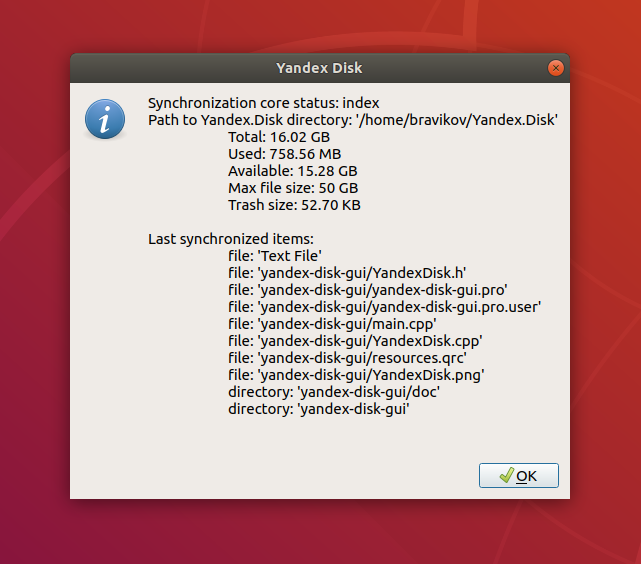 Yandex Disk
Synchronization core status: index
Path to Yandex.Disk directory: '/home/bravikov/Yandex.Disk'
Total: 16.02 GB
Used: 758.56 MB
Available: 15.28 GB
Max file size: 50 GB
Trash size: 52.70 KB
Last synchronized items:
file: 'Text File'
file: 'yandex-disk-gui/YandexDisk.h'
file: 'yandex-disk-gui/yandex-disk-gui.pro'
file: 'yandex-disk-gui/yandex-disk-gui.pro.user'
file: 'yandex-disk-gui/main.cpp'
file: 'yandex-disk-gui/YandexDisk.cpp'
file: 'yandex-disk-gui/resources.qrc'
file: 'yandex-disk-gui/YandexDisk.png'
directory: 'yandex-disk-gui/doc'
directory: 'yandex-disk-gui'
OK